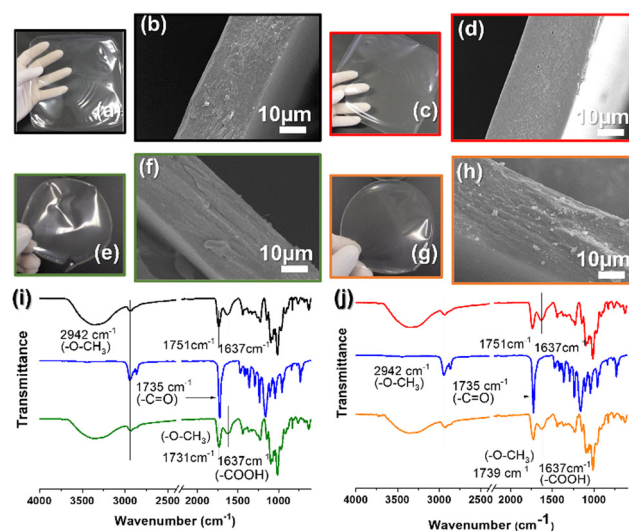 (a)
(b)
10μm
(c)
(d)
10μm
(e)
(f)
10μm
(g)
(h)
10μm
(i)
Transmittance
2942 cm⁻¹
(-O-CH₃)
1751cm⁻¹ 1637cm⁻¹
1735 cm⁻¹
(-C=O)
(-O-CH₃)
1731cm⁻¹
1637cm⁻¹
(-COOH)
4000 3500 3000 2500 2000 1500 1000
Wavenumber (cm⁻¹)
(j)
Transmittance
1751cm⁻¹ 1637cm⁻¹
2942 cm⁻¹
(-O-CH₃)
1735 cm⁻¹
(-C=O)
(-O-CH₃)
1739 cm⁻¹
1637cm⁻¹
(-COOH)
4000 3500 3000 2500 2000 1500 1000
Wavenumber (cm⁻¹)